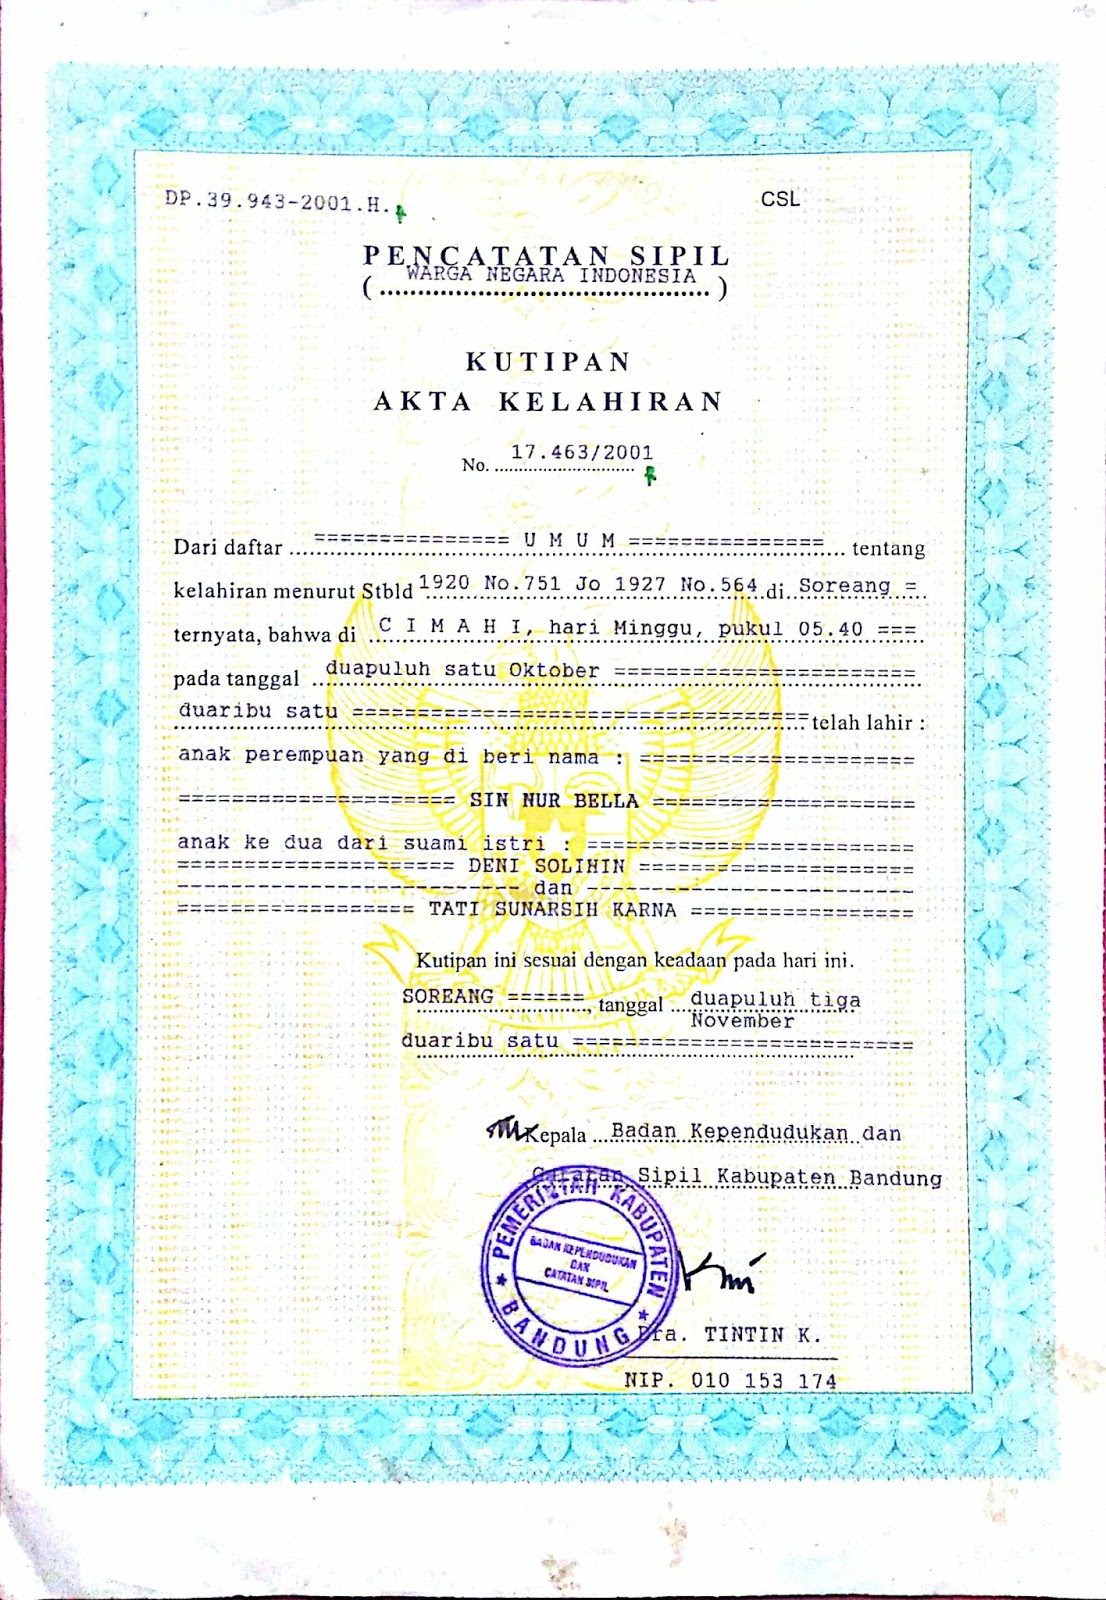 DP.39.943-2001.H.
CSL
PENCATATAN SIPIL
WARGA NEGARA INDONESIA
(..........................................)
KUTIPAN
AKTA KELAHIRAN
No. 17.463/2001
Dari daftar =============== U M U M =============== tentang
kelahiran menurut Stbld 1920 No.751 Jo 1927 No.564 di Soreang =
ternyata, bahwa di C I M A H I, hari Minggu, pukul 05.40 ===
pada tanggal duapuluh satu Oktober =======================
duaribu satu =================================== telah lahir :
anak perempuan yang di beri nama : =====================
===================== SIN NUR BELLA ====================
anak ke dua dari suami istri : =========================
===================== DENI SOLIHIN =====================
-------------------------- dan -------------------------
================== TATI SUNARSIH KARNA =================
Kutipan ini sesuai dengan keadaan pada hari ini.
SOREANG ======, tanggal duapuluh tiga
November
duaribu satu ==========================
Kepala Badan Kependudukan dan
Catatan Sipil Kabupaten Bandung
PEMERINTAH KABUPATEN
BADAN KEPENDUDUKAN
DAN
CATATAN SIPIL
BANDUNG
Dra. TINTIN K.
NIP. 010 153 174